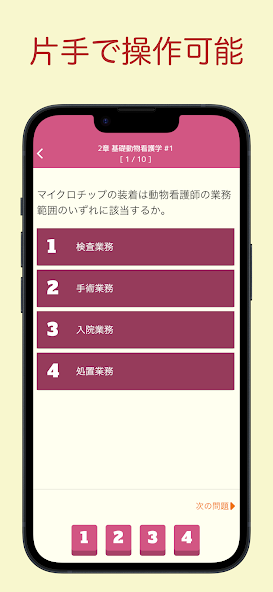 片手で操作可能
2章 基礎動物看護学 #1
[ 1 / 10 ]
マイクロチップの装着は動物看護師の業務
範囲のいずれに該当するか。
1 検査業務
2 手術業務
3 入院業務
4 処置業務
次の問題
1 2 3 4